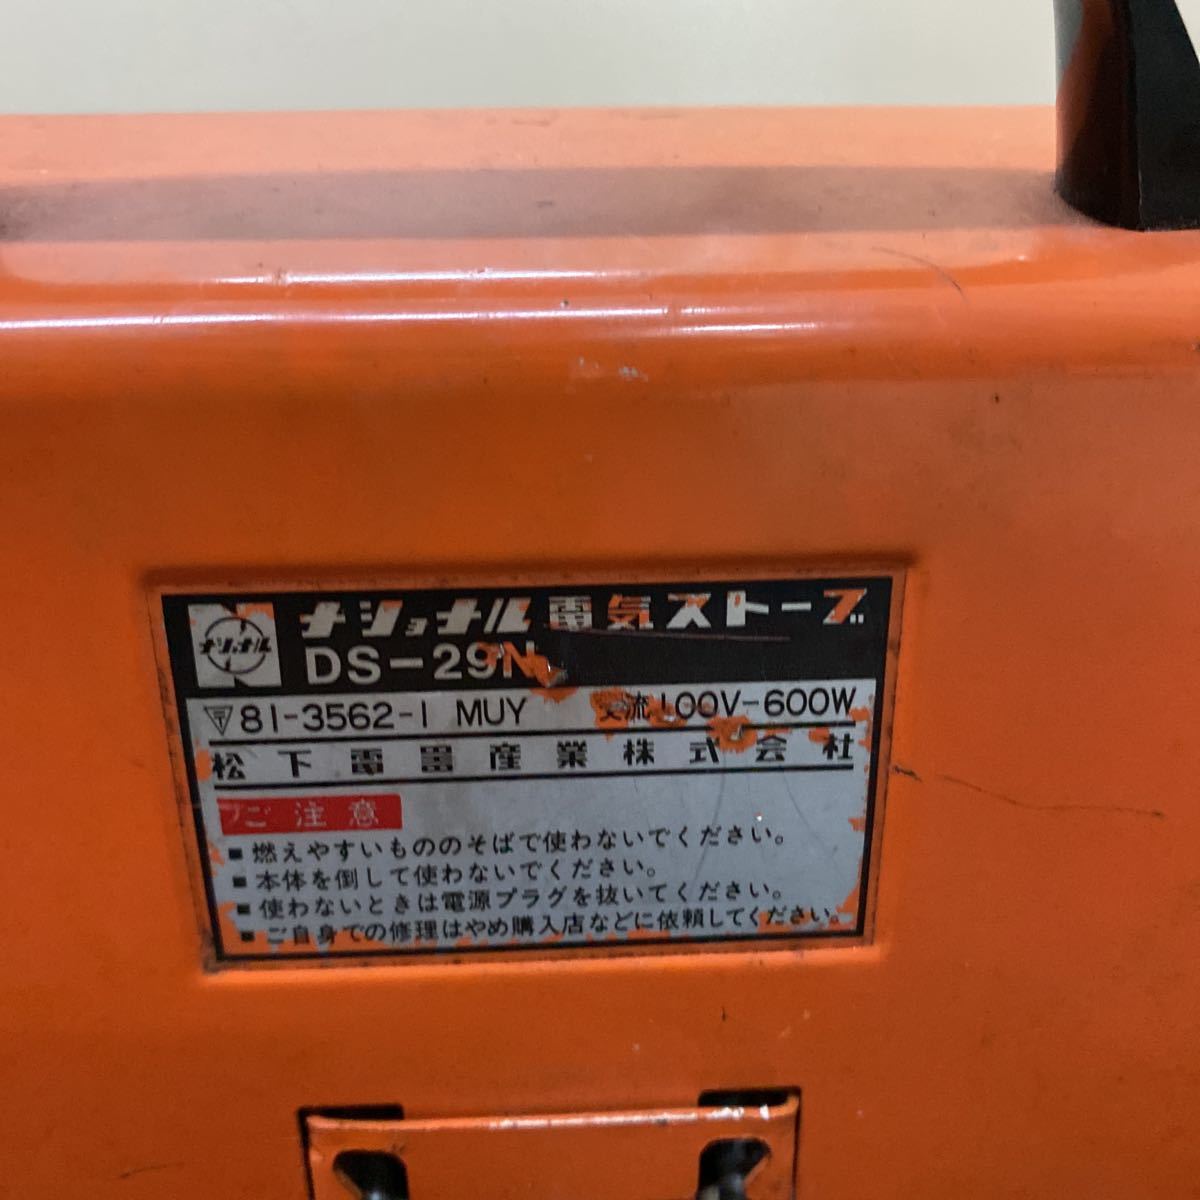 ナショナル
ナショナル電気ストーブ
DS-29N
〒81-3562-1 MUY 交流100V-600W
松下電器産業株式会社
ご注意
■燃えやすいもののそばで使わないでください。
■本体を倒して使わないでください。
■使わないときは電源プラグを抜いてください。
■ご自身での修理はやめ購入店などに依頼してください。